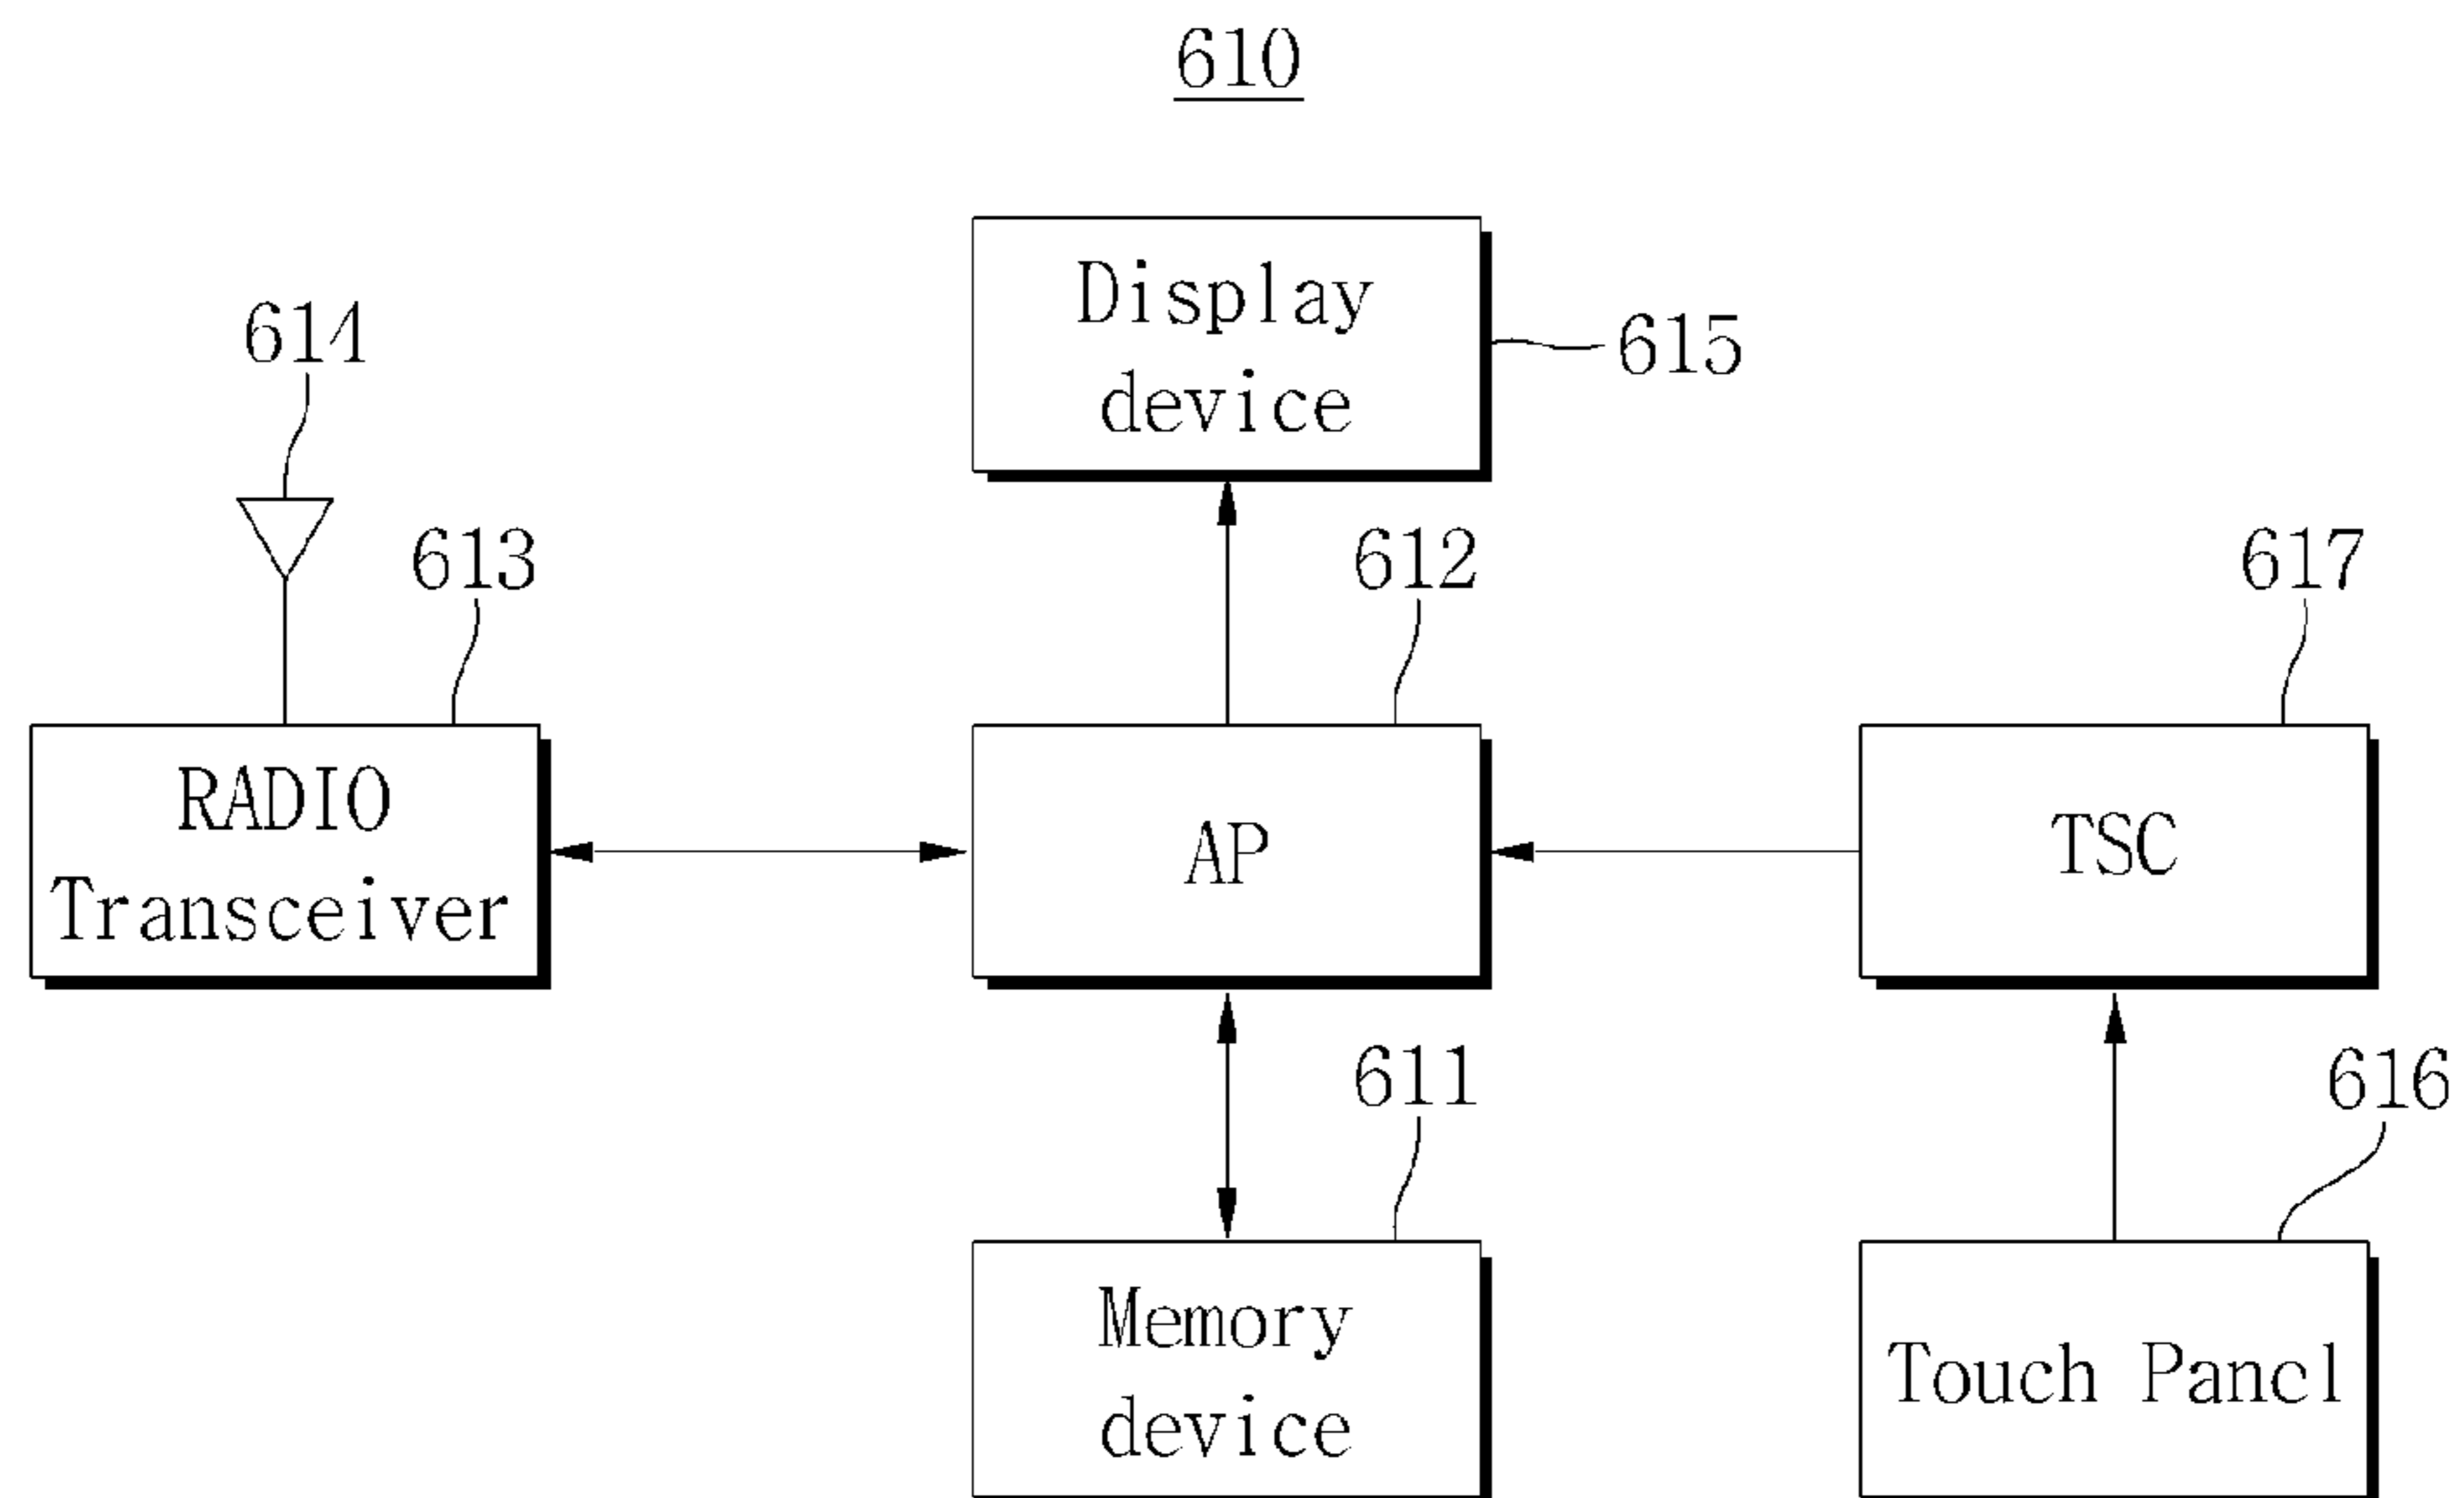 610
Display
device
615
614
613
612
617
RADIO
Transceiver
AP
TSC
611
616
Memory
device
Touch Panel